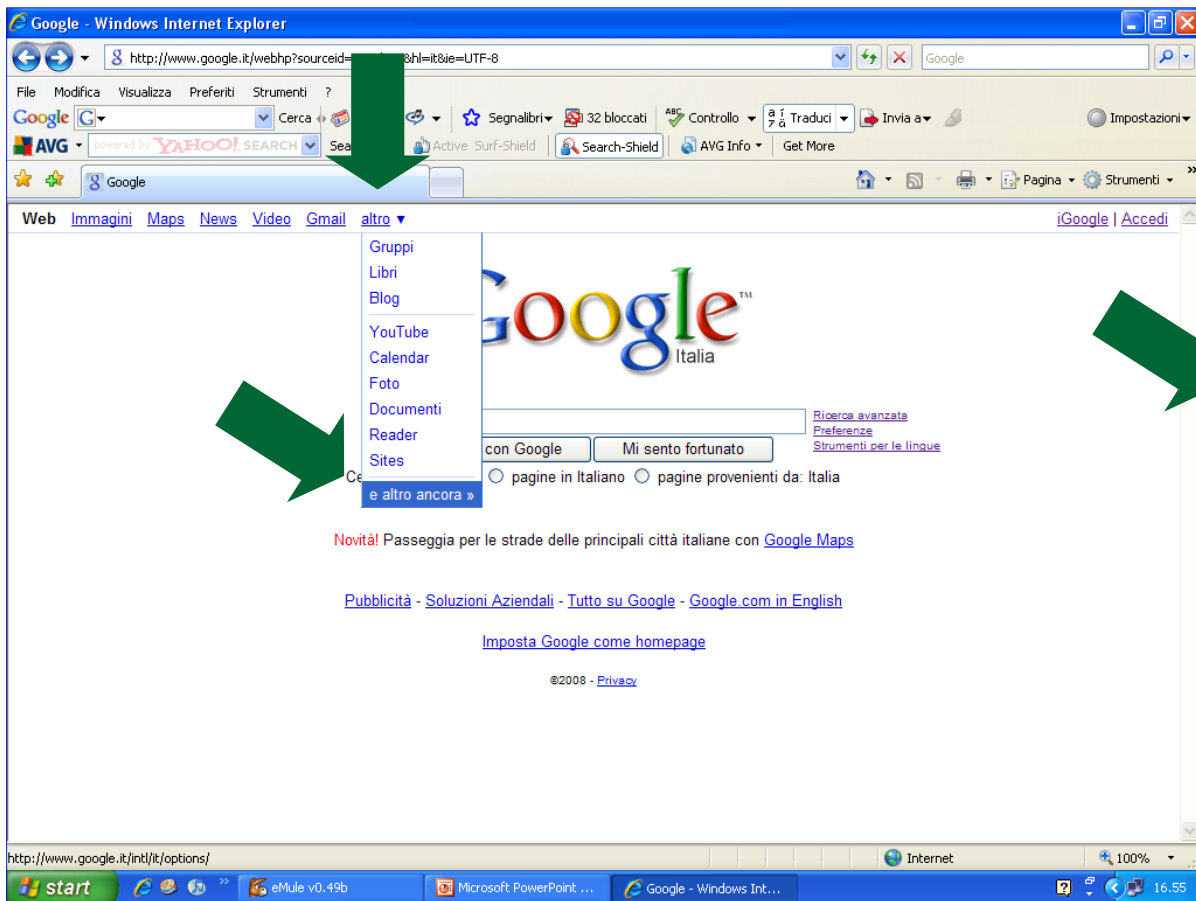 Google - Windows Internet Explorer
http://www.google.it/webhp?sourceid= &hl=it&ie=UTF-8
Google
File Modifica Visualizza Preferiti Strumenti ?
Google G Cerca Segnalibri 32 bloccati Controllo Traduci Invia a Impostazioni
AVG powered by YAHOO! SEARCH Active Surf-Shield Search-Shield AVG Info Get More
Google Pagina Strumenti »
Web Immagini Maps News Video Gmail altro ▼ iGoogle | Accedi
Gruppi
Libri
Blog
YouTube
Calendar
Foto
Documenti
Reader
Sites
e altro ancora »
Google™
Italia
Ricerca avanzata
Preferenze
Strumenti per le lingue
con Google Mi sento fortunato
pagine in Italiano pagine provenienti da: Italia
Novità! Passeggia per le strade delle principali città italiane con Google Maps
Pubblicità - Soluzioni Aziendali - Tutto su Google - Google.com in English
Imposta Google come homepage
©2008 - Privacy
http://www.google.it/intl/it/options/ Internet 100%
start » eMule v0.49b Microsoft PowerPoint ... Google - Windows Int... 16.55